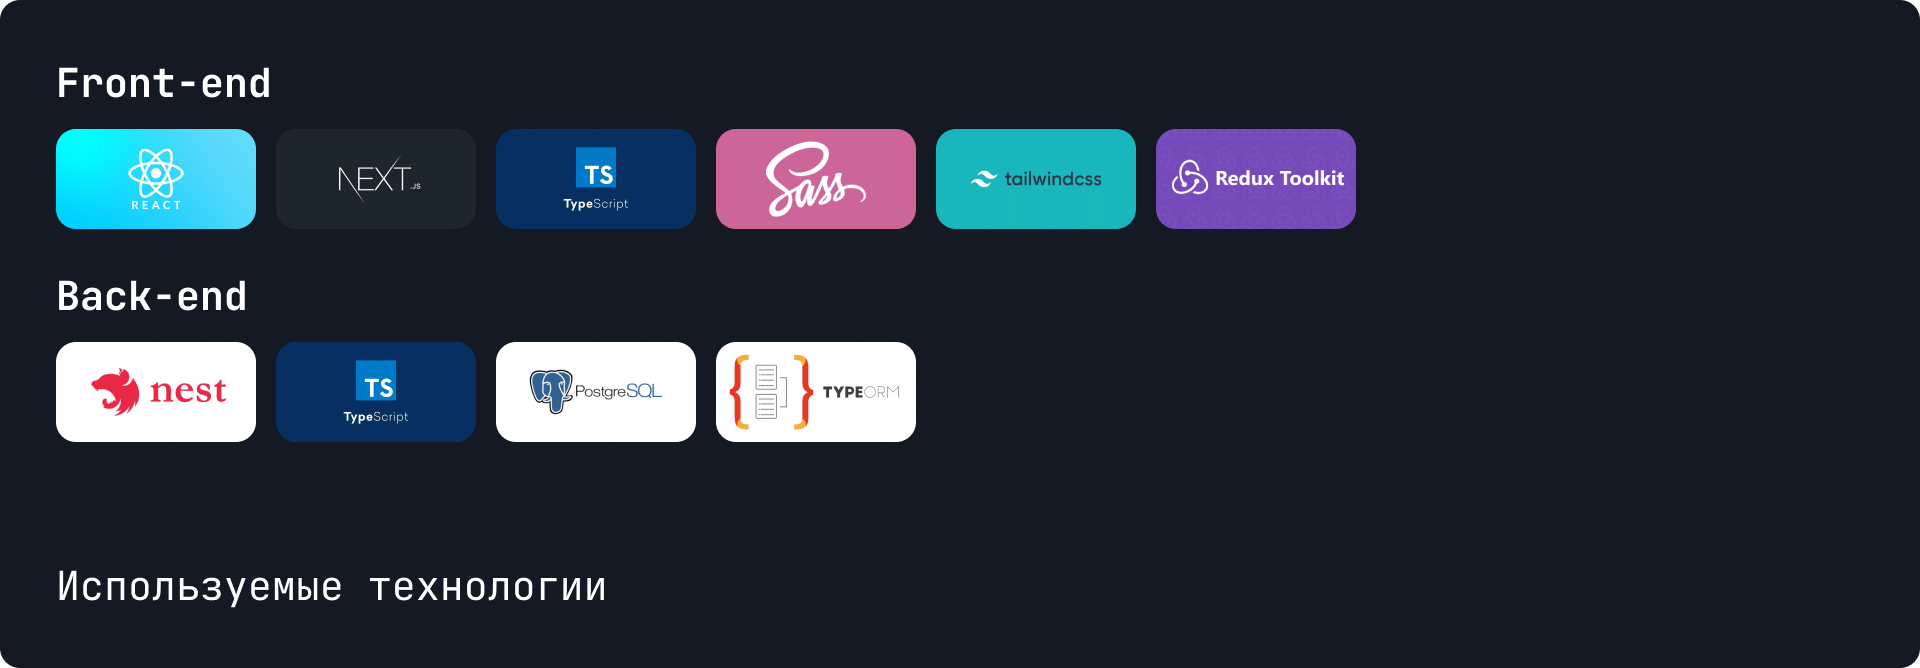 Front-end
REACT
NEXT.JS
TS
TypeScript
Sass
tailwindcss
Redux Toolkit
Back-end
nest
TS
TypeScript
PostgreSQL
TYPEORM
Используемые технологии